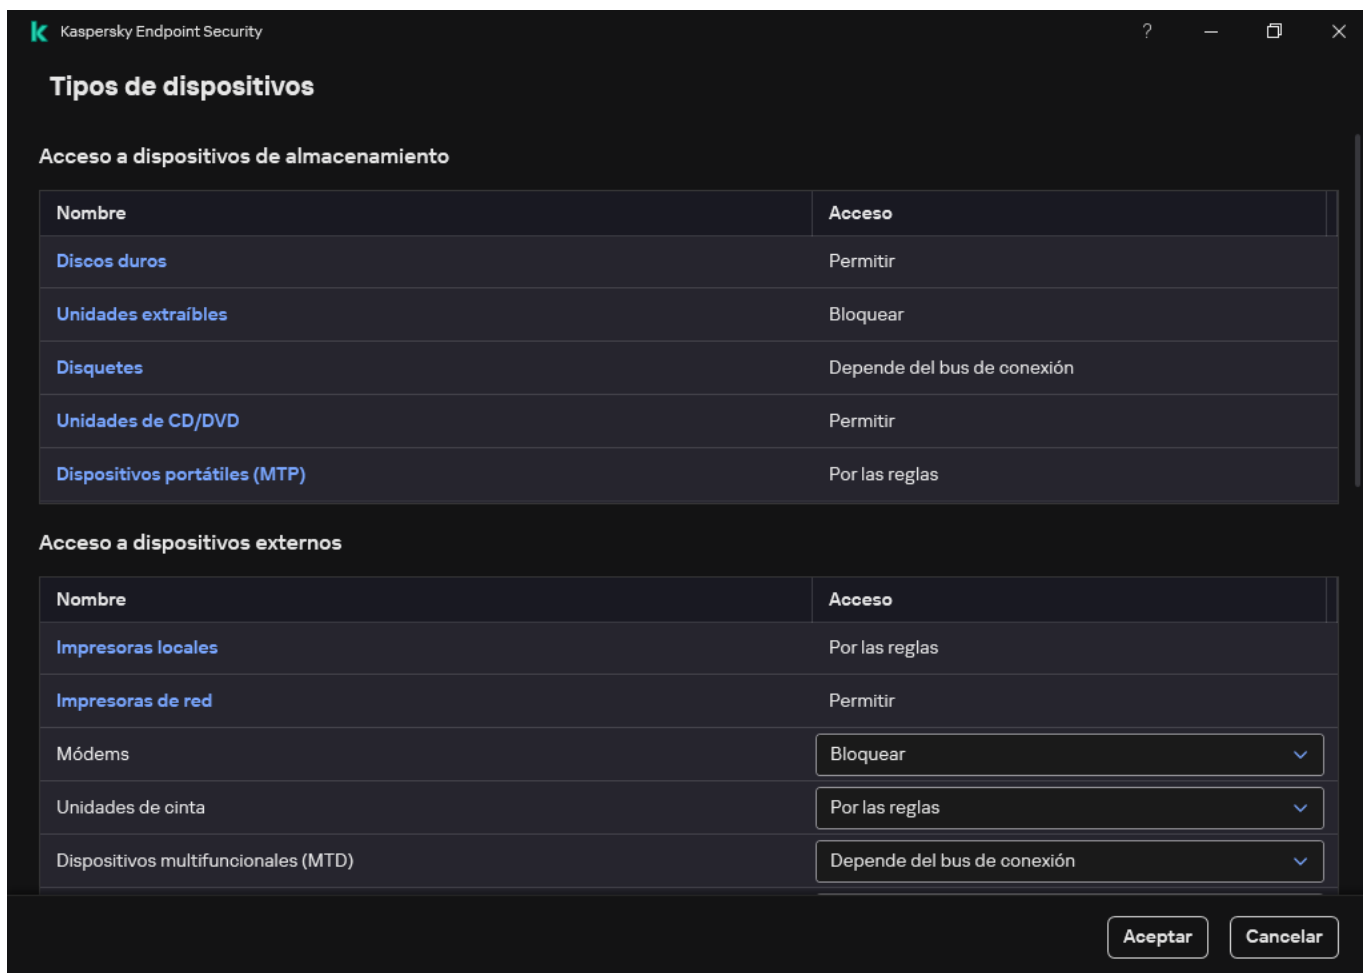 Kaspersky Endpoint Security ?
Tipos de dispositivos
Acceso a dispositivos de almacenamiento
Nombre Acceso
Discos duros Permitir
Unidades extraíbles Bloquear
Disquetes Depende del bus de conexión
Unidades de CD/DVD Permitir
Dispositivos portátiles (MTP) Por las reglas
Acceso a dispositivos externos
Nombre Acceso
Impresoras locales Por las reglas
Impresoras de red Permitir
Módems Bloquear
Unidades de cinta Por las reglas
Dispositivos multifuncionales (MTD) Depende del bus de conexión
Aceptar Cancelar